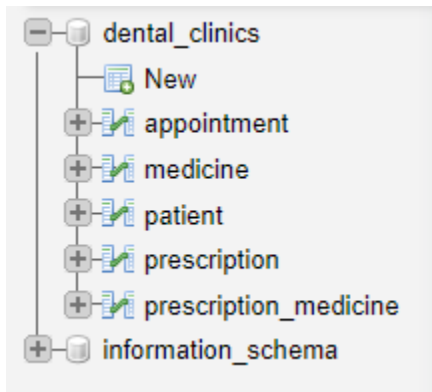 dental_clinics
New
appointment
medicine
patient
prescription
prescription_medicine
information_schema